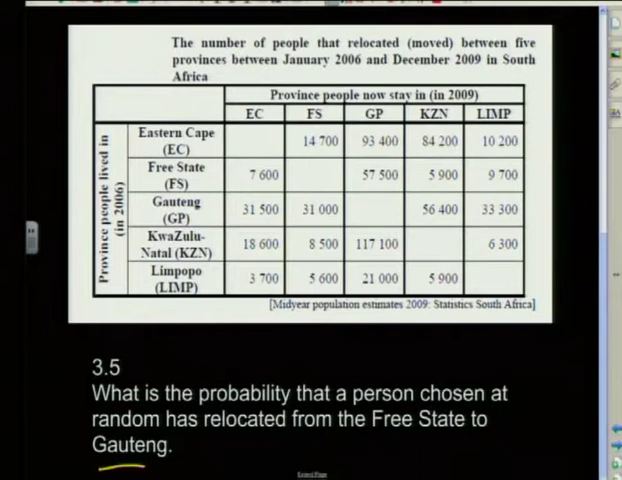 The number of people that relocated (moved) between five
provinces between January 2006 and December 2009 in South
Africa
Province people now stay in (in 2009)
EC FS GP KZN LIMP
Province people lived in
(in 2006)
Eastern Cape
(EC)
14 700 93 400 84 200 10 200
Free State
(FS)
7 600 57 500 5 900 9 700
Gauteng
(GP)
31 500 31 000 56 400 33 300
KwaZulu-
Natal (KZN)
18 600 8 500 117 100 6 300
Limpopo
(LIMP)
3 700 5 600 21 000 5 900
[Midyear population estimates 2009: Statistics South Africa]
3.5
What is the probability that a person chosen at
random has relocated from the Free State to
Gauteng.
Extend Page